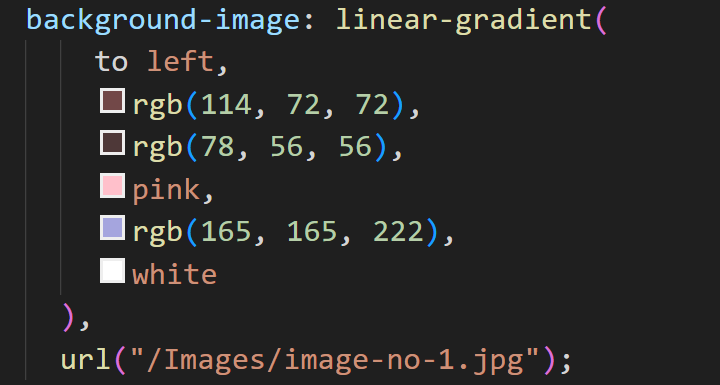 background-image: linear-gradient(
to left,
rgb(114, 72, 72),
rgb(78, 56, 56),
pink,
rgb(165, 165, 222),
white
),
url("/Images/image-no-1.jpg");